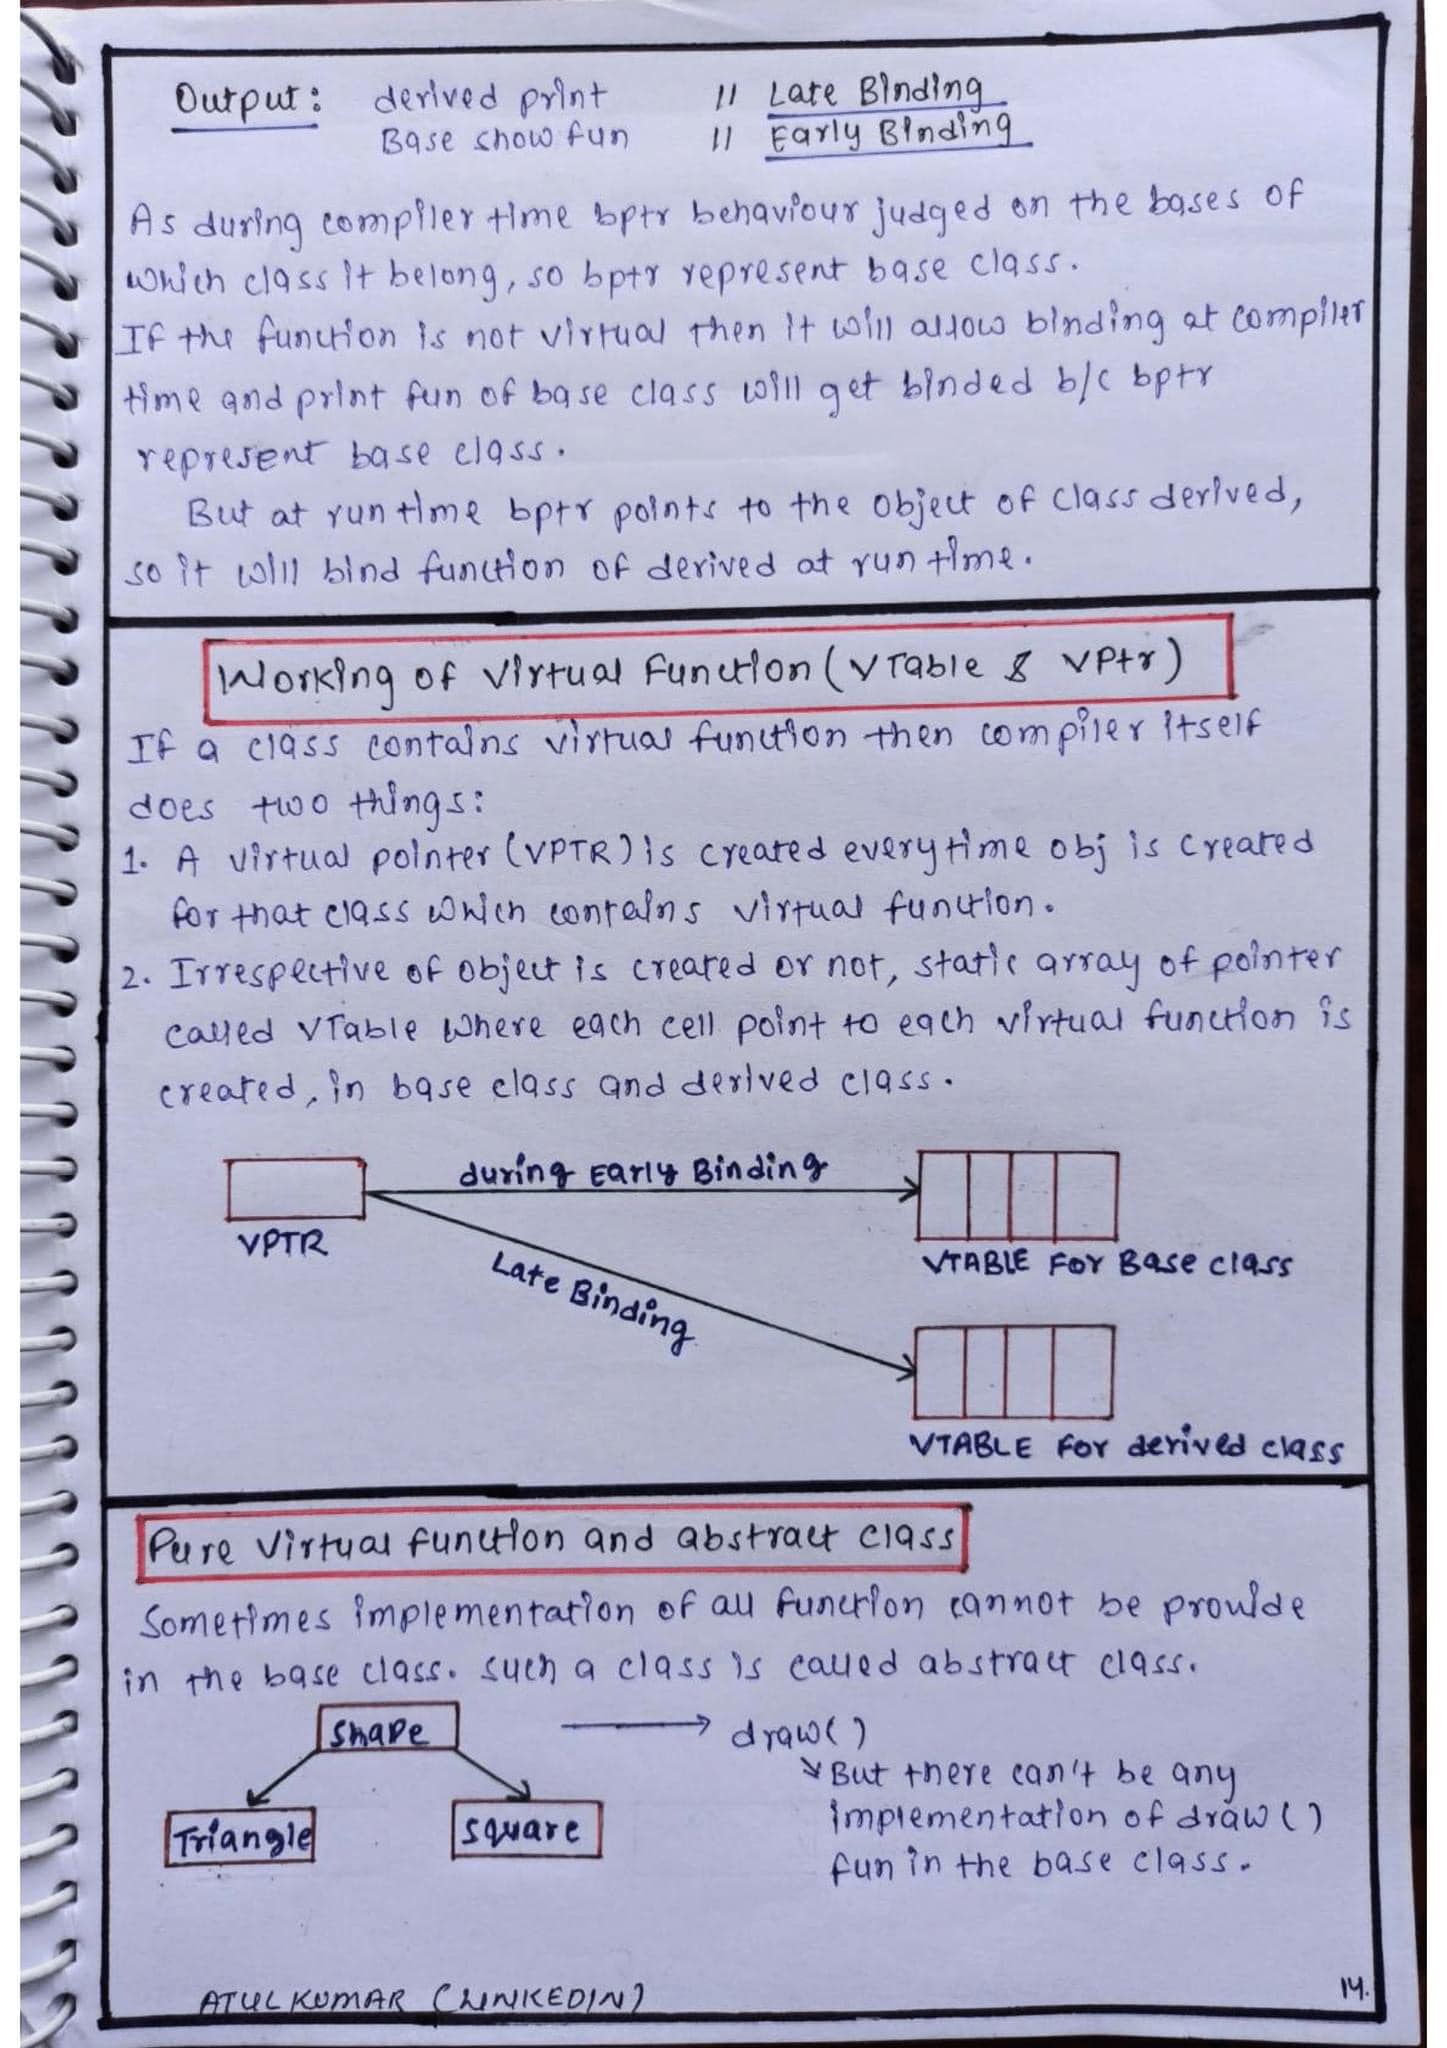 Output: derived print // Late Binding
Base show fun // Early Binding
As during compiler time bptr behaviour judged on the bases of
which class it belong, so bptr represent base class.
If the function is not virtual then it will allow binding at compiler
time and print fun of base class will get binded b/c bptr
represent base class.
But at run time bptr points to the object of class derived,
so it will bind function of derived at run time.
Working of Virtual Function (VTable & VPtr)
If a class contains virtual function then compiler itself
does two things:
1. A virtual pointer (VPTR) is created every time obj is created
for that class which contains virtual function.
2. Irrespective of object is created or not, static array of pointer
called VTable where each cell point to each virtual function is
created, in base class and derived class.
during Early Binding
VPTR
VTABLE For Base class
Late Binding
VTABLE For derived class
Pure Virtual function and abstract class
Sometimes implementation of all function cannot be provide
in the base class. such a class is called abstract class.
Shape → draw()
But there can't be any
implementation of draw()
fun in the base class.
Triangle square
ATUL KUMAR (LINKEDIN)
14.